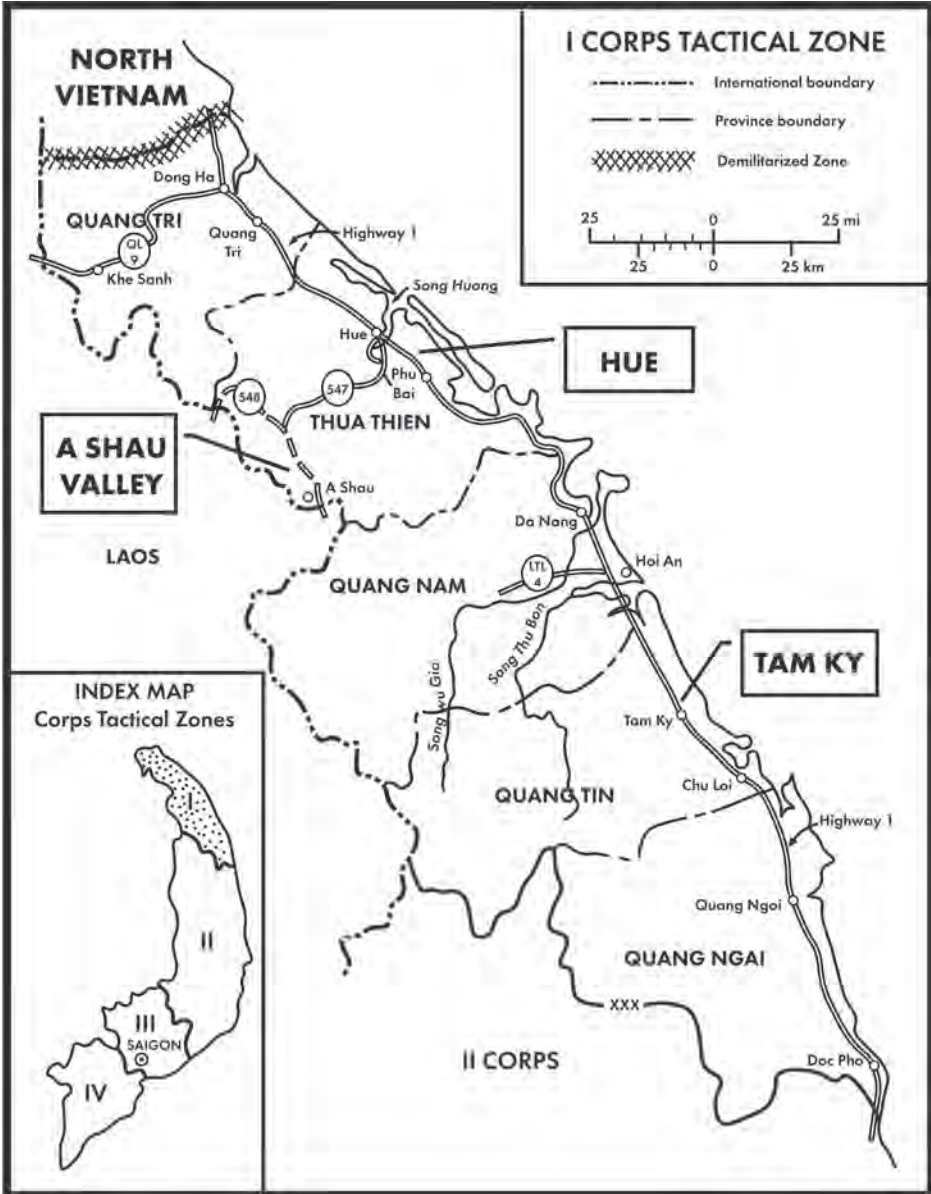 I CORPS TACTICAL ZONE
International boundary
Province boundary
Demilitarized Zone
25 0 25 mi
25 0 25 km
NORTH
VIETNAM
Dong Ha
QUANG TRI
QL
9
Khe Sanh
Quang
Tri
Highway 1
Song Huong
Hue
HUE
Phu
Bai
548
547
THUA THIEN
A SHAU
VALLEY
A Shau
LAOS
Da Nang
Hoi An
LTL
4
QUANG NAM
Song Thu Bon
Song Wu Gia
TAM KY
Tam Ky
Chu Loi
QUANG TIN
Highway 1
Quang Ngoi
QUANG NGAI
XXX
II CORPS
Doc Pho
INDEX MAP
Corps Tactical Zones
I
II
III
SAIGON
IV